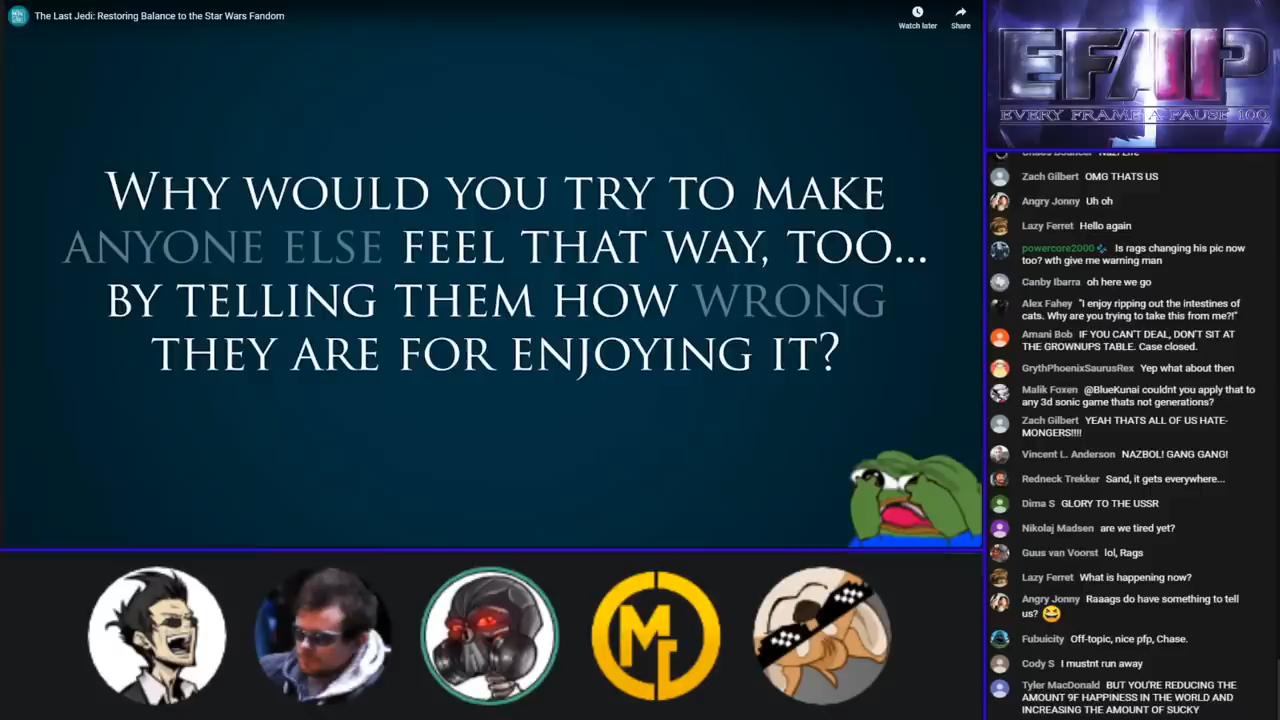 The Last Jedi: Restoring Balance to the Star Wars Fandom
Watch later
Share
WHY WOULD YOU TRY TO MAKE
ANYONE ELSE FEEL THAT WAY, TOO...
BY TELLING THEM HOW WRONG
THEY ARE FOR ENJOYING IT?
EFAP
EVERY FRAME A PAUSE 100
Zach Gilbert OMG THATS US
Angry Jonny Uh oh
Lazy Ferret Hello again
powercore2000 Is rags changing his pic now
too? wth give me warning man
Canby Ibarra oh here we go
Alex Fahey "I enjoy ripping out the intestines of
cats. Why are you trying to take this from me?!"
Amani Bob IF YOU CAN'T DEAL, DON'T SIT AT
THE GROWNUPS TABLE. Case closed.
GrythPhoenixSaurusRex Yep what about then
Malik Foxen @BlueKunai couldnt you apply that to
any 3d sonic game thats not generations?
Zach Gilbert YEAH THATS ALL OF US HATE-
MONGERS!!!!
Vincent L. Anderson NAZBOL! GANG GANG!
Redneck Trekker Sand, it gets everywhere...
Dima S GLORY TO THE USSR
Nikolaj Madsen are we tired yet?
Guus van Voorst lol, Rags
Lazy Ferret What is happening now?
Angry Jonny Raaags do have something to tell
us?
Fubuicity Off-topic, nice pfp, Chase.
Cody S I mustnt run away
Tyler MacDonald BUT YOU'RE REDUCING THE
AMOUNT 9F HAPPINESS IN THE WORLD AND
INCREASING THE AMOUNT OF SUCKY